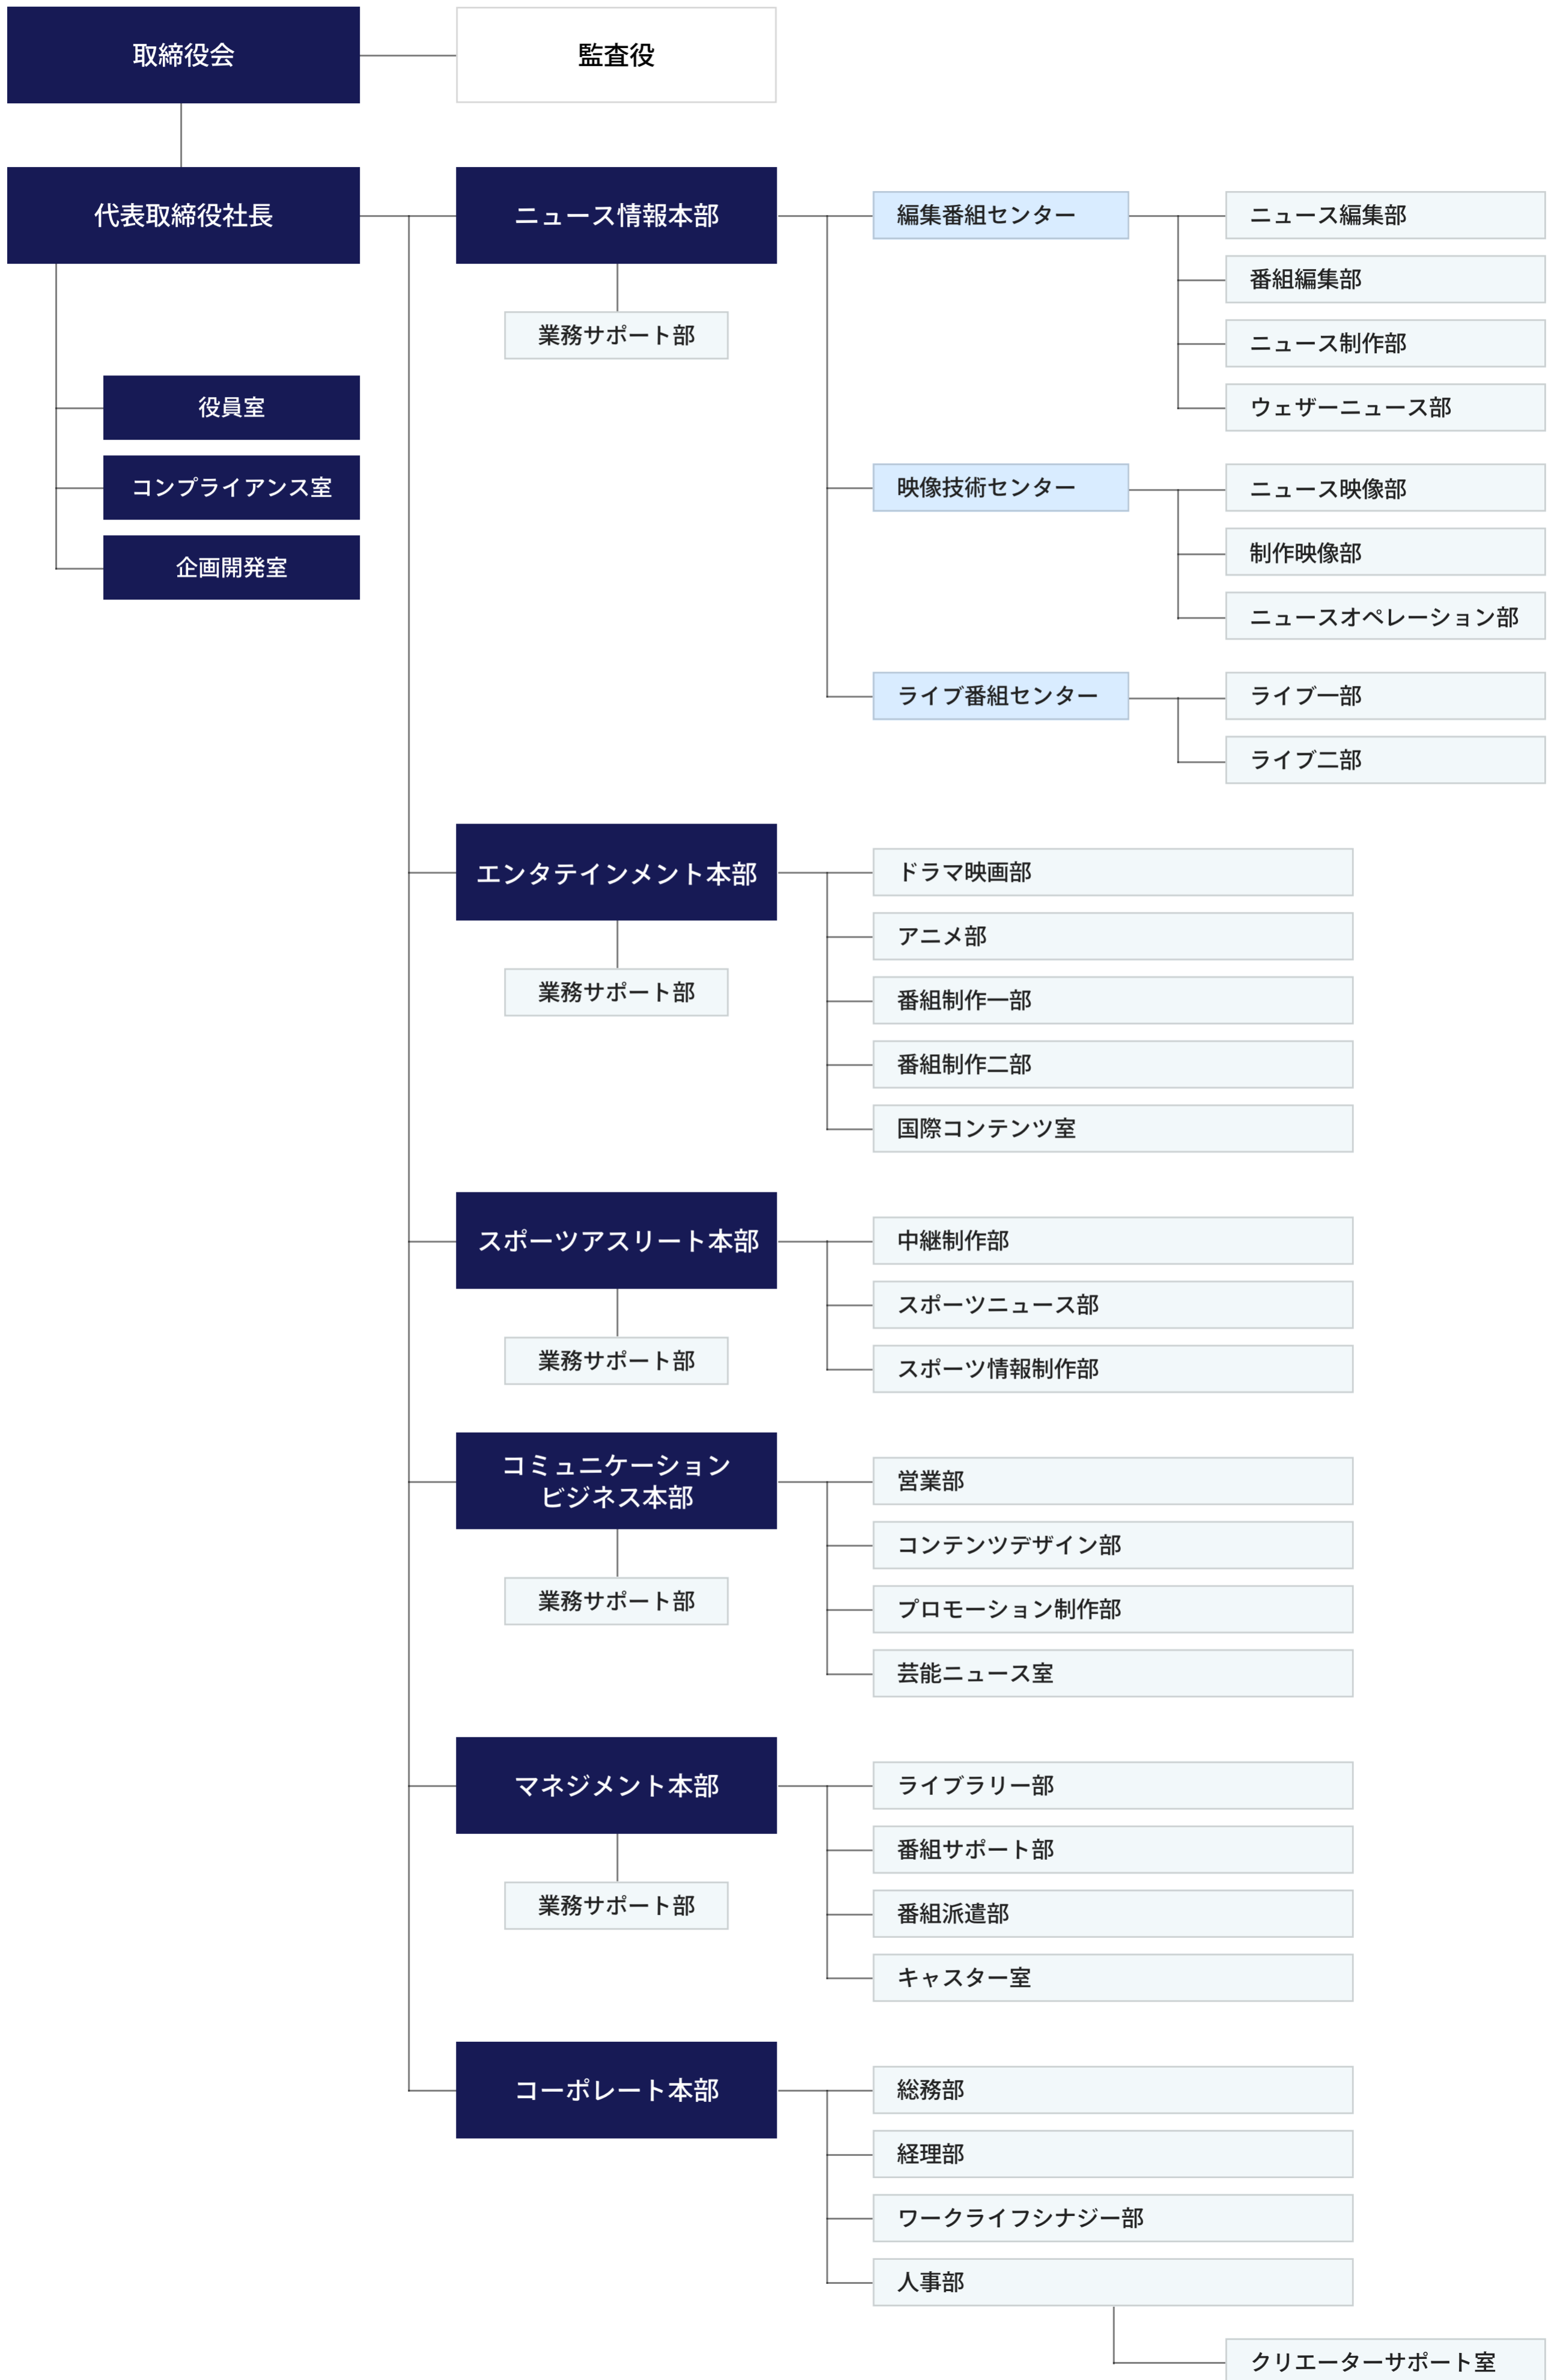 取締役会
監査役
代表取締役社長
役員室
コンプライアンス室
企画開発室
ニュース情報本部
業務サポート部
編集番組センター
ニュース編集部
番組編集部
ニュース制作部
ウェザーニュース部
映像技術センター
ニュース映像部
制作映像部
ニュースオペレーション部
ライブ番組センター
ライブ一部
ライブ二部
エンタテインメント本部
業務サポート部
ドラマ映画部
アニメ部
番組制作一部
番組制作二部
国際コンテンツ室
スポーツアスリート本部
業務サポート部
中継制作部
スポーツニュース部
スポーツ情報制作部
コミュニケーション
ビジネス本部
業務サポート部
営業部
コンテンツデザイン部
プロモーション制作部
芸能ニュース室
マネジメント本部
業務サポート部
ライブラリー部
番組サポート部
番組派遣部
キャスター室
コーポレート本部
総務部
経理部
ワークライフシナジー部
人事部
クリエーターサポート室